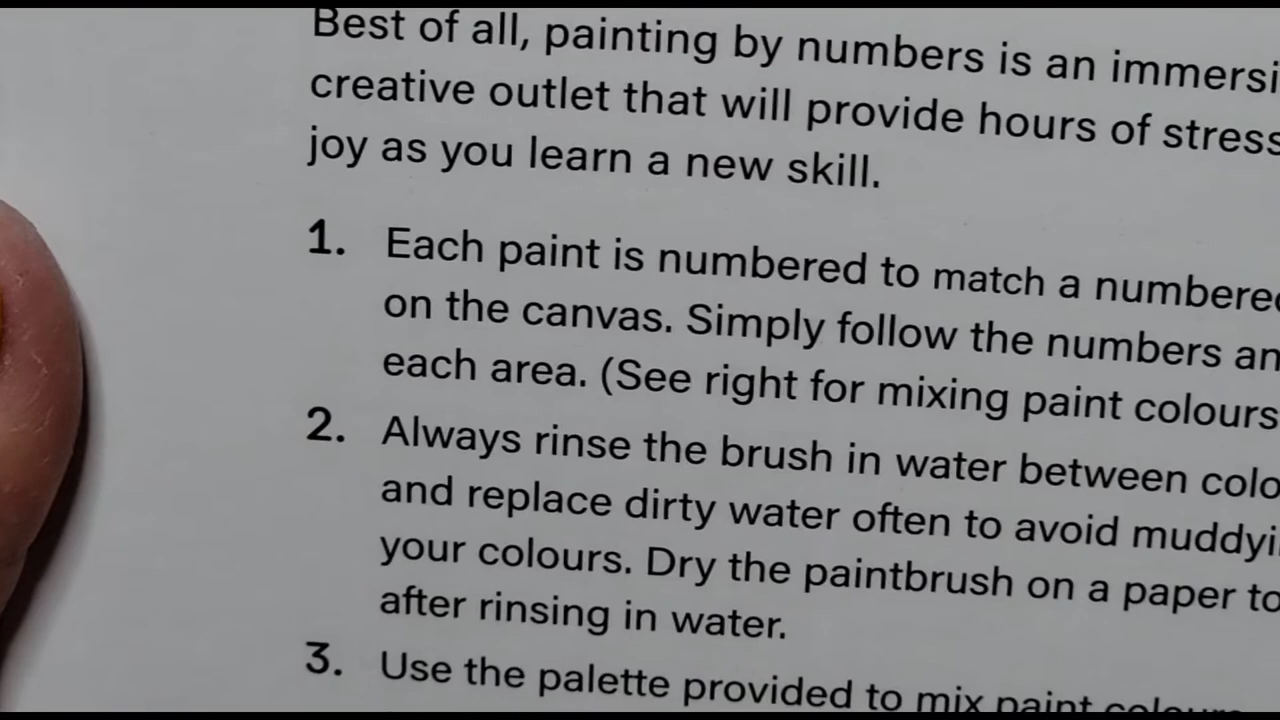 Best of all, painting by numbers is an immersi
creative outlet that will provide hours of stress
joy as you learn a new skill.
1. Each paint is numbered to match a numbered
on the canvas. Simply follow the numbers an
each area. (See right for mixing paint colours
2. Always rinse the brush in water between colo
and replace dirty water often to avoid muddyi
your colours. Dry the paintbrush on a paper to
after rinsing in water.
3. Use the palette provided to mix paint colours